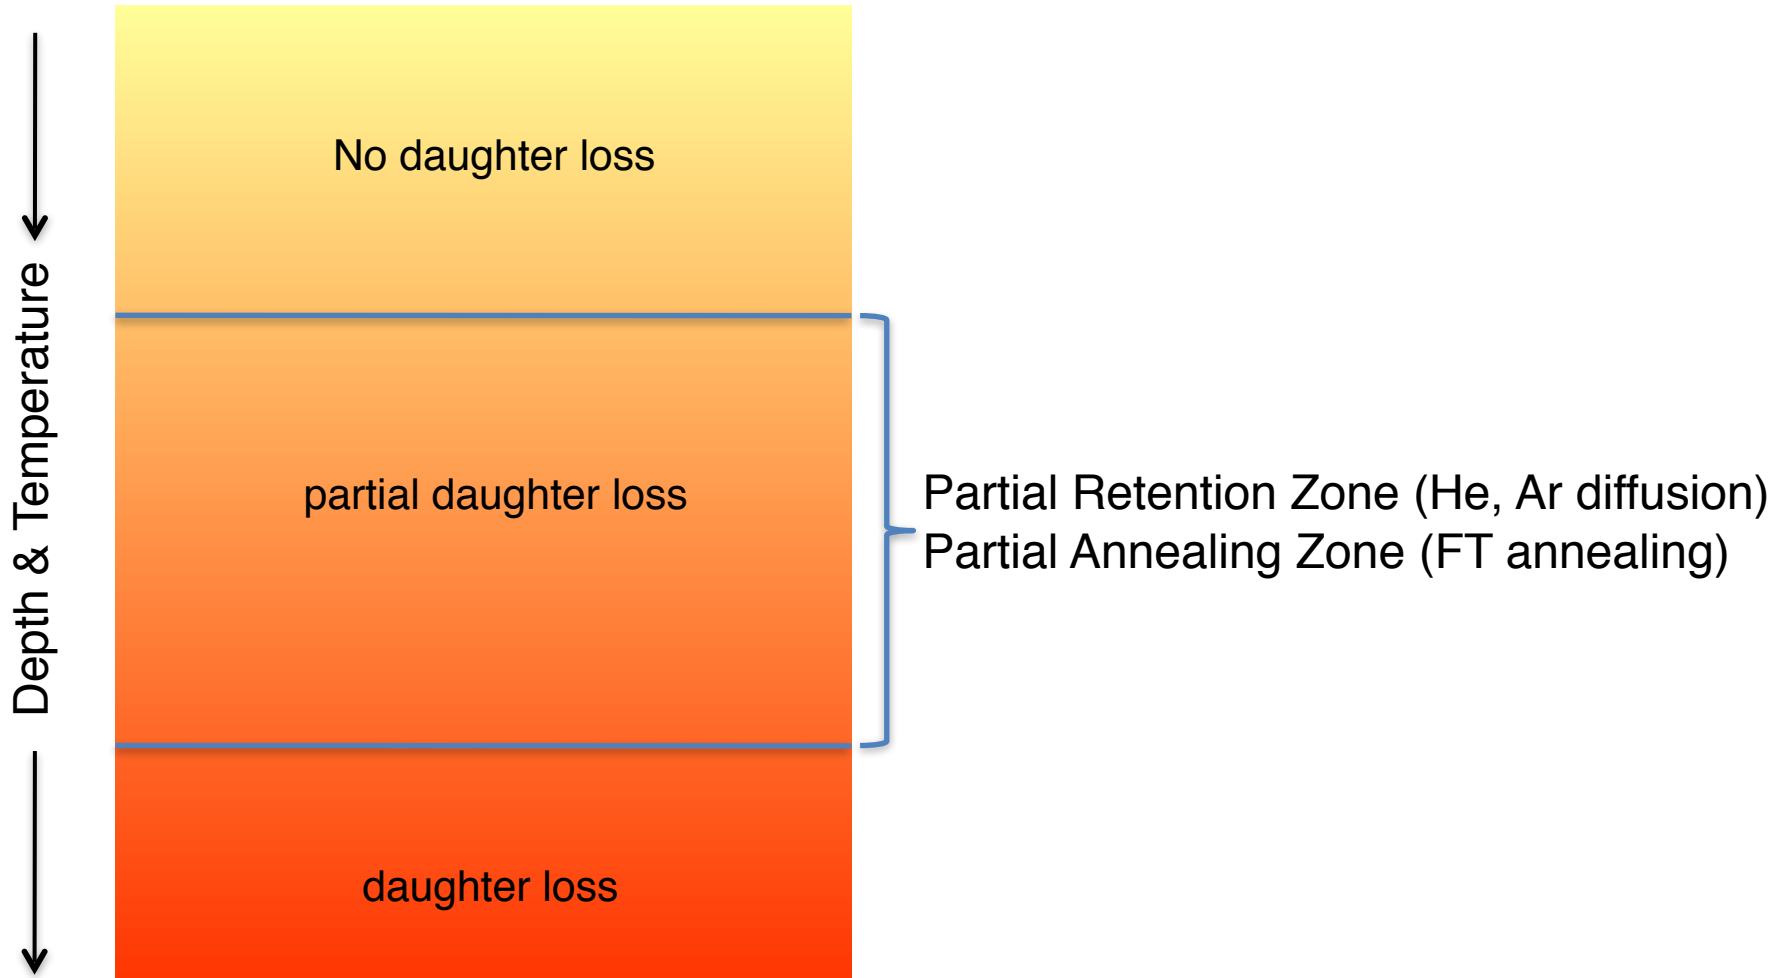 No daughter loss
Depth & Temperature
partial daughter loss
Partial Retention Zone (He, Ar diffusion)
Partial Annealing Zone (FT annealing)
daughter loss